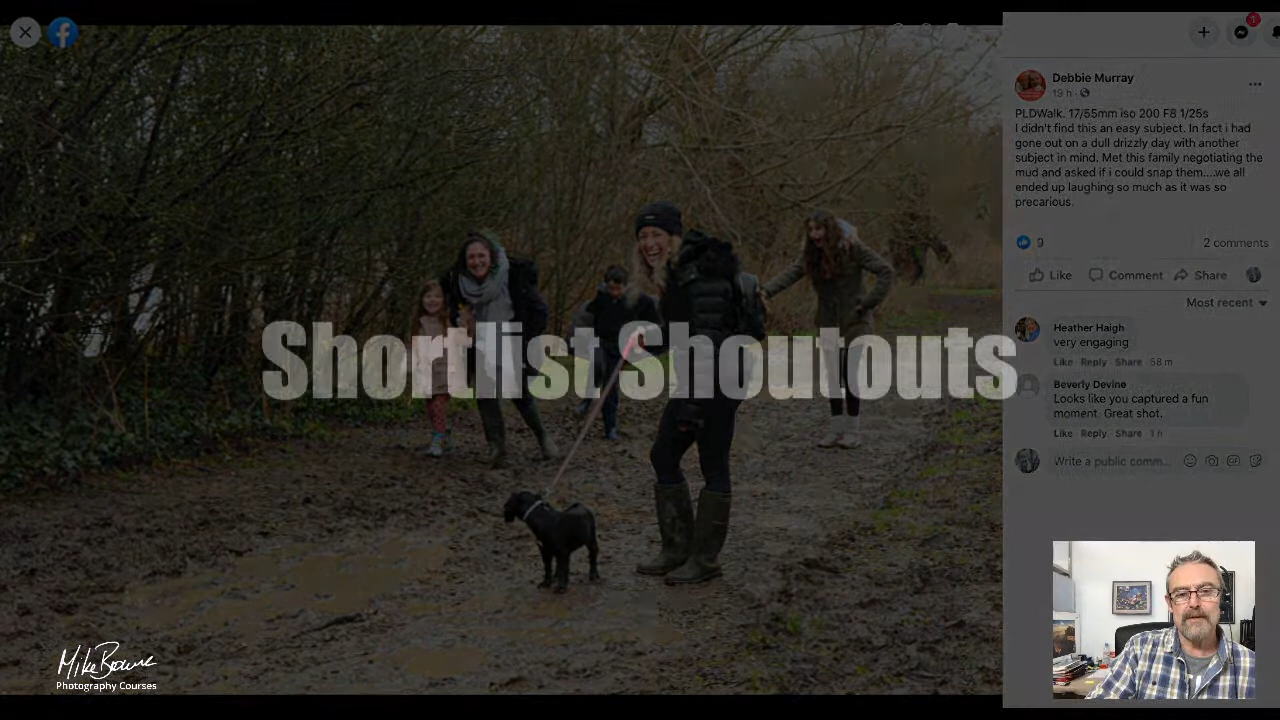 1
Debbie Murray
19 h
PLDWalk. 17/55mm iso 200 F8 1/25s
I didn't find this an easy subject. In fact i had
gone out on a dull drizzly day with another
subject in mind. Met this family negotiating the
mud and asked if i could snap them....we all
ended up laughing so much as it was so
precarious.
9 2 comments
Like Comment Share
Most recent
Heather Haigh
very engaging
Like Reply Share 58 m
Shortlist Shoutouts
Beverly Devine
Looks like you captured a fun
moment. Great shot.
Like Reply Share 1 h
Write a public comm...
MikeBrowne
Photography Courses